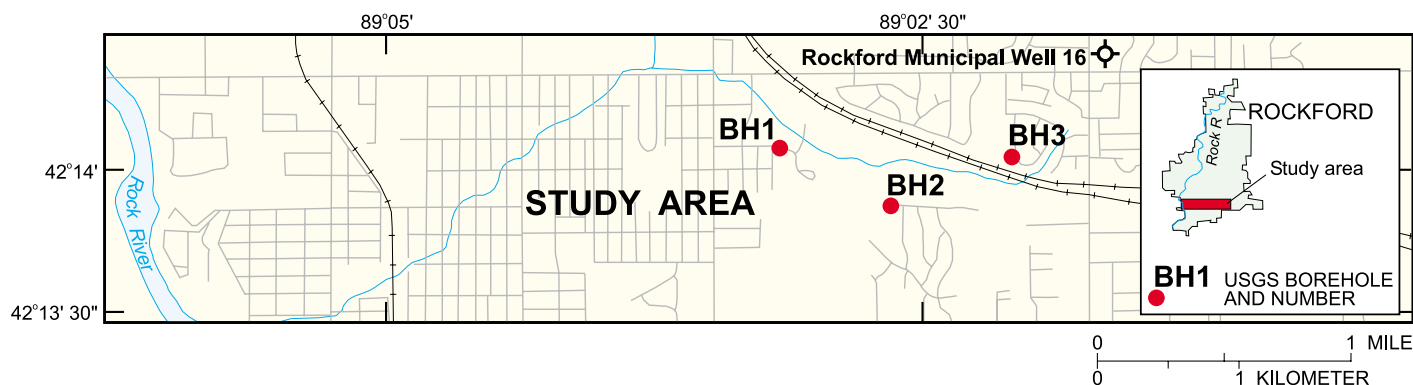 89°05'
89°02' 30"
Rockford Municipal Well 16
ROCKFORD
Rock R
Study area
BH1
BH3
42°14'
BH2
STUDY AREA
Rock River
BH1 USGS BOREHOLE
AND NUMBER
42°13' 30"
0 1 MILE
0 1 KILOMETER